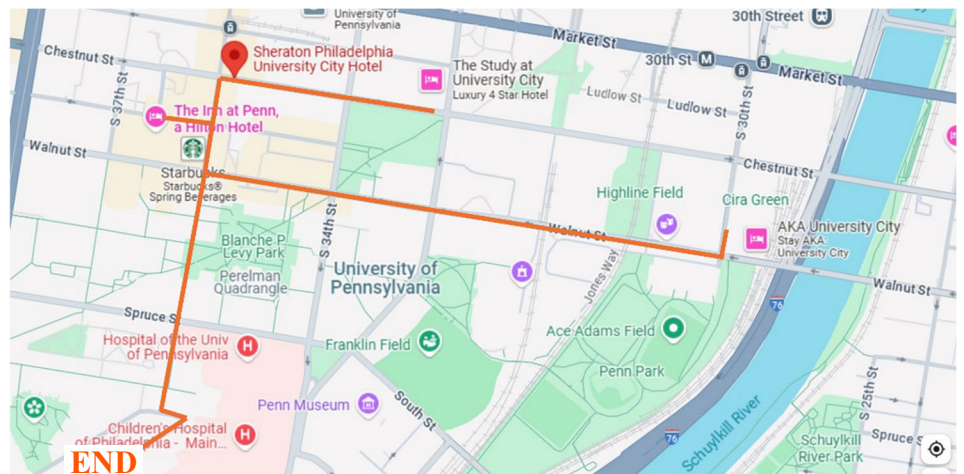 University of
Pennsylvania
30th Street
Market St
Chestnut St
Sheraton Philadelphia
University City Hotel
30th St
Market St
The Study at
University City
Luxury 4 Star Hotel
S 37th St
Ludlow St
Ludlow St
S 30th St
The Inn at Penn,
a Hilton Hotel
Walnut St
Starbucks
Starbucks®
Spring Beverages
Chestnut St
Highline Field
Cira Green
S 34th St
Walnut St
AKA University City
Stay AKA
University City
Blanche P.
Levy Park
Perelman
Quadrangle
University of
Pennsylvania
Jones Way
Walnut St
76
Spruce S
Hospital of the Univ
of Pennsylvania
H
Franklin Field
Ace Adams Field
Penn Park
S 25th St
Penn Museum
South St
Children's Hospital
of Philadelphia - Main...
H
76
Schuylkill River
Schuylkill
River Park
Spruce S
END